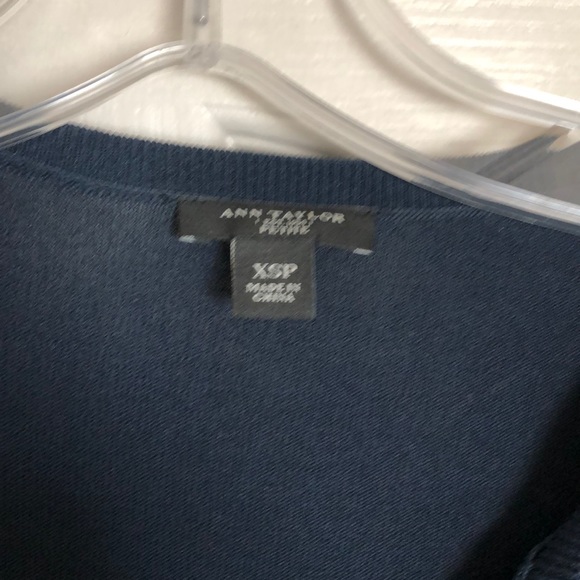 ANN TAYLOR
PETITE
XSP
MADE IN
CHINA